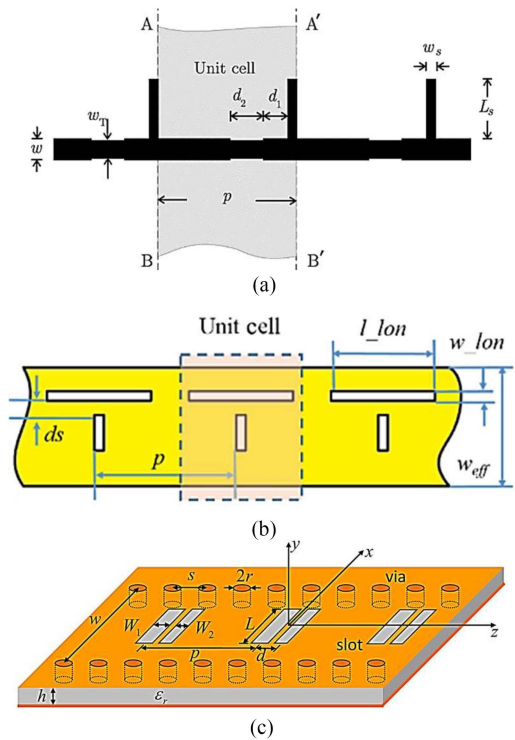 A A′
Unit cell
w_s
d_2 d_1
L_s
w_T
w
p
B B′
(a)
Unit cell
l_lon
w_lon
ds
p
w_eff
(b)
y
x
2r
s
via
w
W_1
W_2
L
z
slot
p
d
h
ε_r
(c)